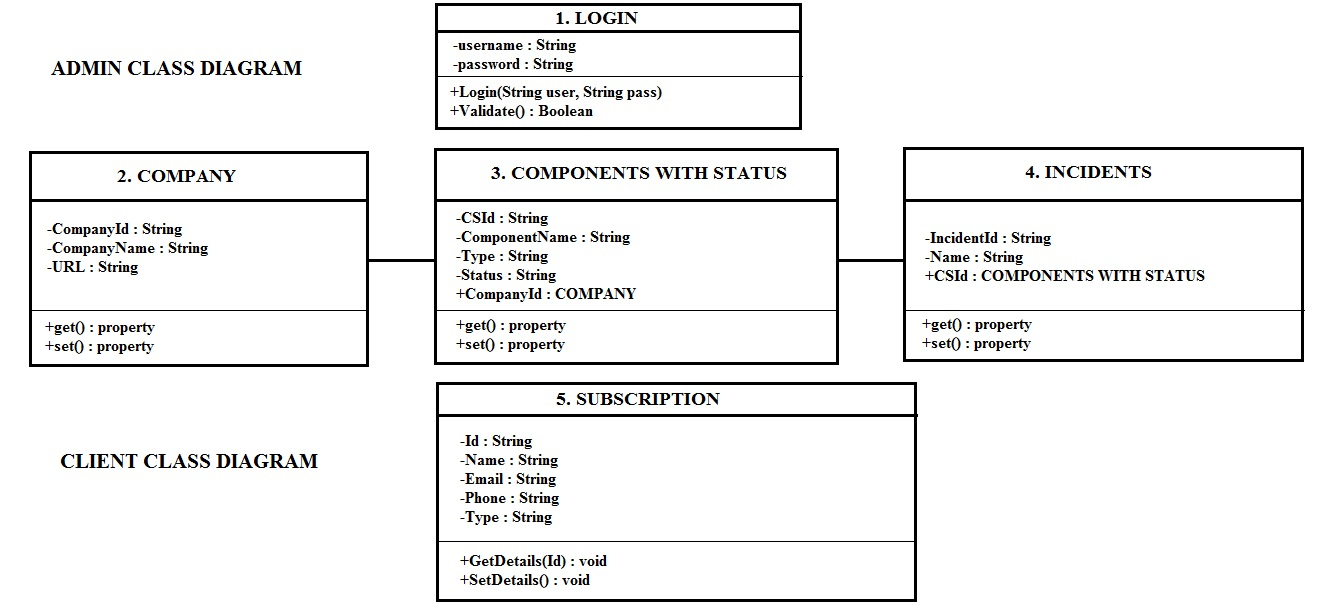 ADMIN CLASS DIAGRAM
1. LOGIN
-username : String
-password : String
+Login(String user, String pass)
+Validate() : Boolean
2. COMPANY
-CompanyId : String
-CompanyName : String
-URL : String
+get() : property
+set() : property
3. COMPONENTS WITH STATUS
-CSId : String
-ComponentName : String
-Type : String
-Status : String
+CompanyId : COMPANY
+get() : property
+set() : property
4. INCIDENTS
-IncidentId : String
-Name : String
+CSId : COMPONENTS WITH STATUS
+get() : property
+set() : property
CLIENT CLASS DIAGRAM
5. SUBSCRIPTION
-Id : String
-Name : String
-Email : String
-Phone : String
-Type : String
+GetDetails(Id) : void
+SetDetails() : void